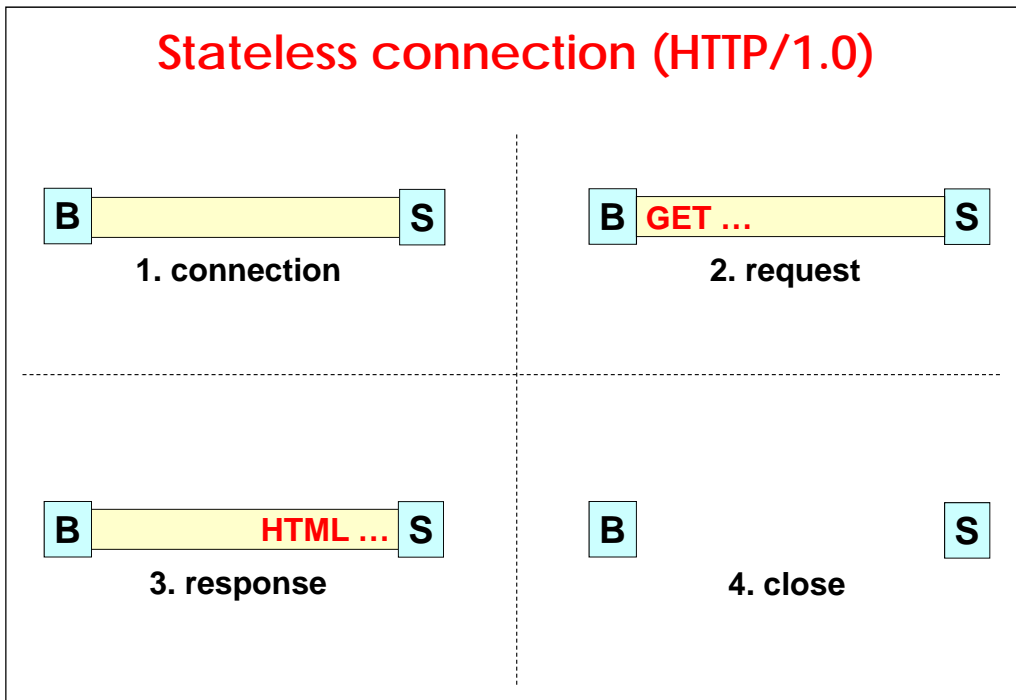 Stateless connection (HTTP/1.0)
B S
1. connection
B GET … S
2. request
B HTML … S
3. response
B S
4. close